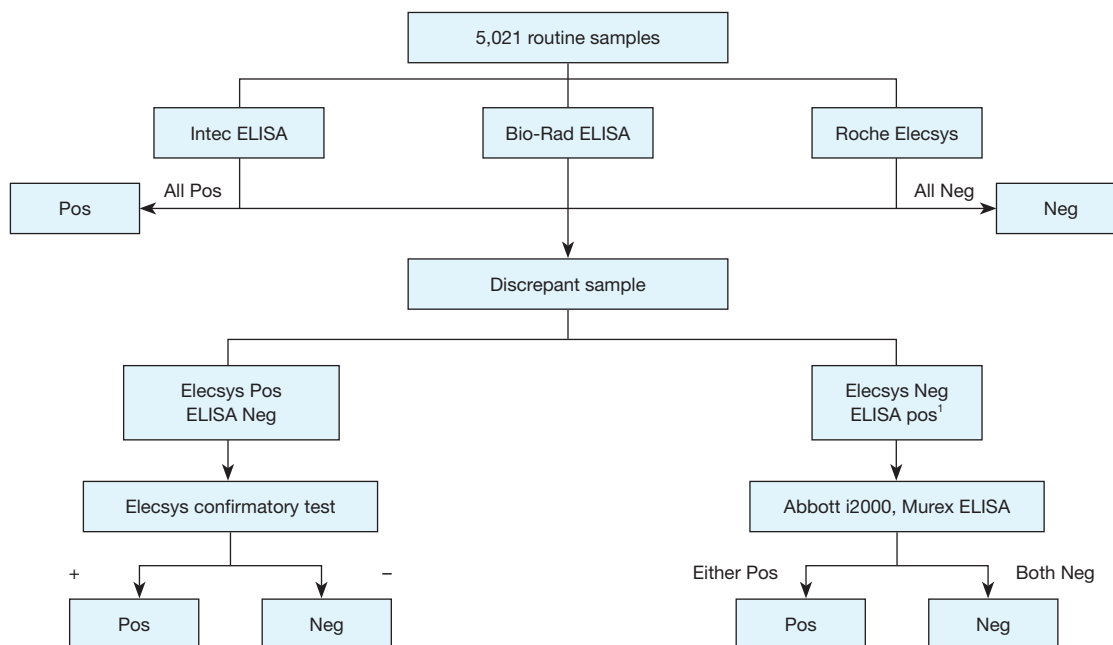 5,021 routine samples
Intec ELISA
Bio-Rad ELISA
Roche Elecsys
All Pos
All Neg
Pos
Neg
Discrepant sample
Elecsys Pos
ELISA Neg
Elecsys Neg
ELISA pos¹
Elecsys confirmatory test
Abbott i2000, Murex ELISA
+
–
Either Pos
Both Neg
Pos
Neg
Pos
Neg